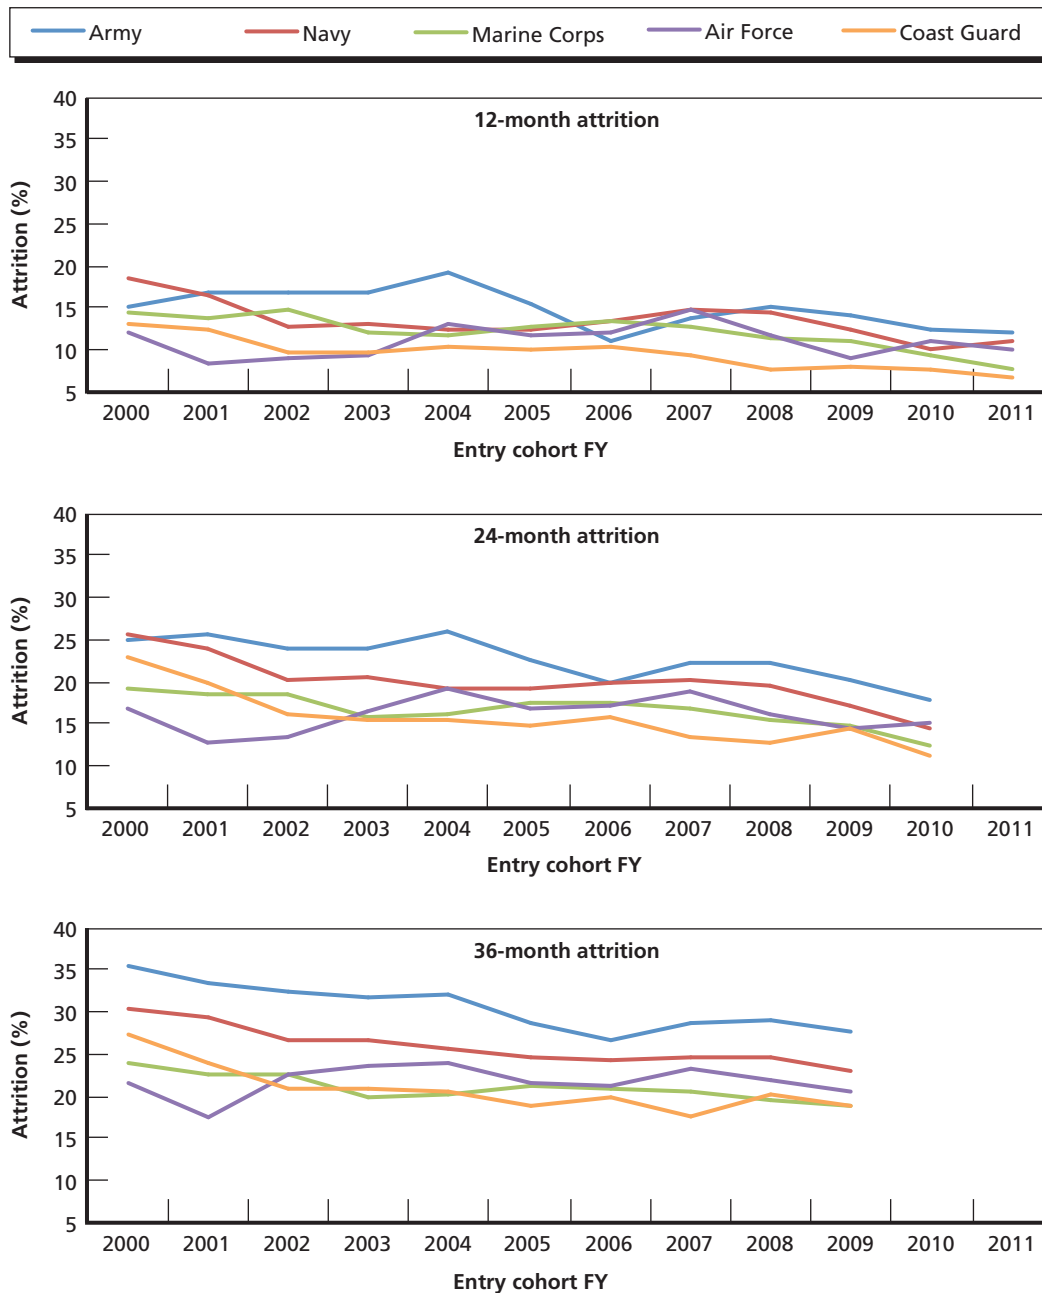 Army Navy Marine Corps Air Force Coast Guard
12-month attrition
Attrition (%)
40
35
30
25
20
15
10
5
2000 2001 2002 2003 2004 2005 2006 2007 2008 2009 2010 2011
Entry cohort FY
24-month attrition
Attrition (%)
40
35
30
25
20
15
10
5
2000 2001 2002 2003 2004 2005 2006 2007 2008 2009 2010 2011
Entry cohort FY
36-month attrition
Attrition (%)
40
35
30
25
20
15
10
5
2000 2001 2002 2003 2004 2005 2006 2007 2008 2009 2010 2011
Entry cohort FY